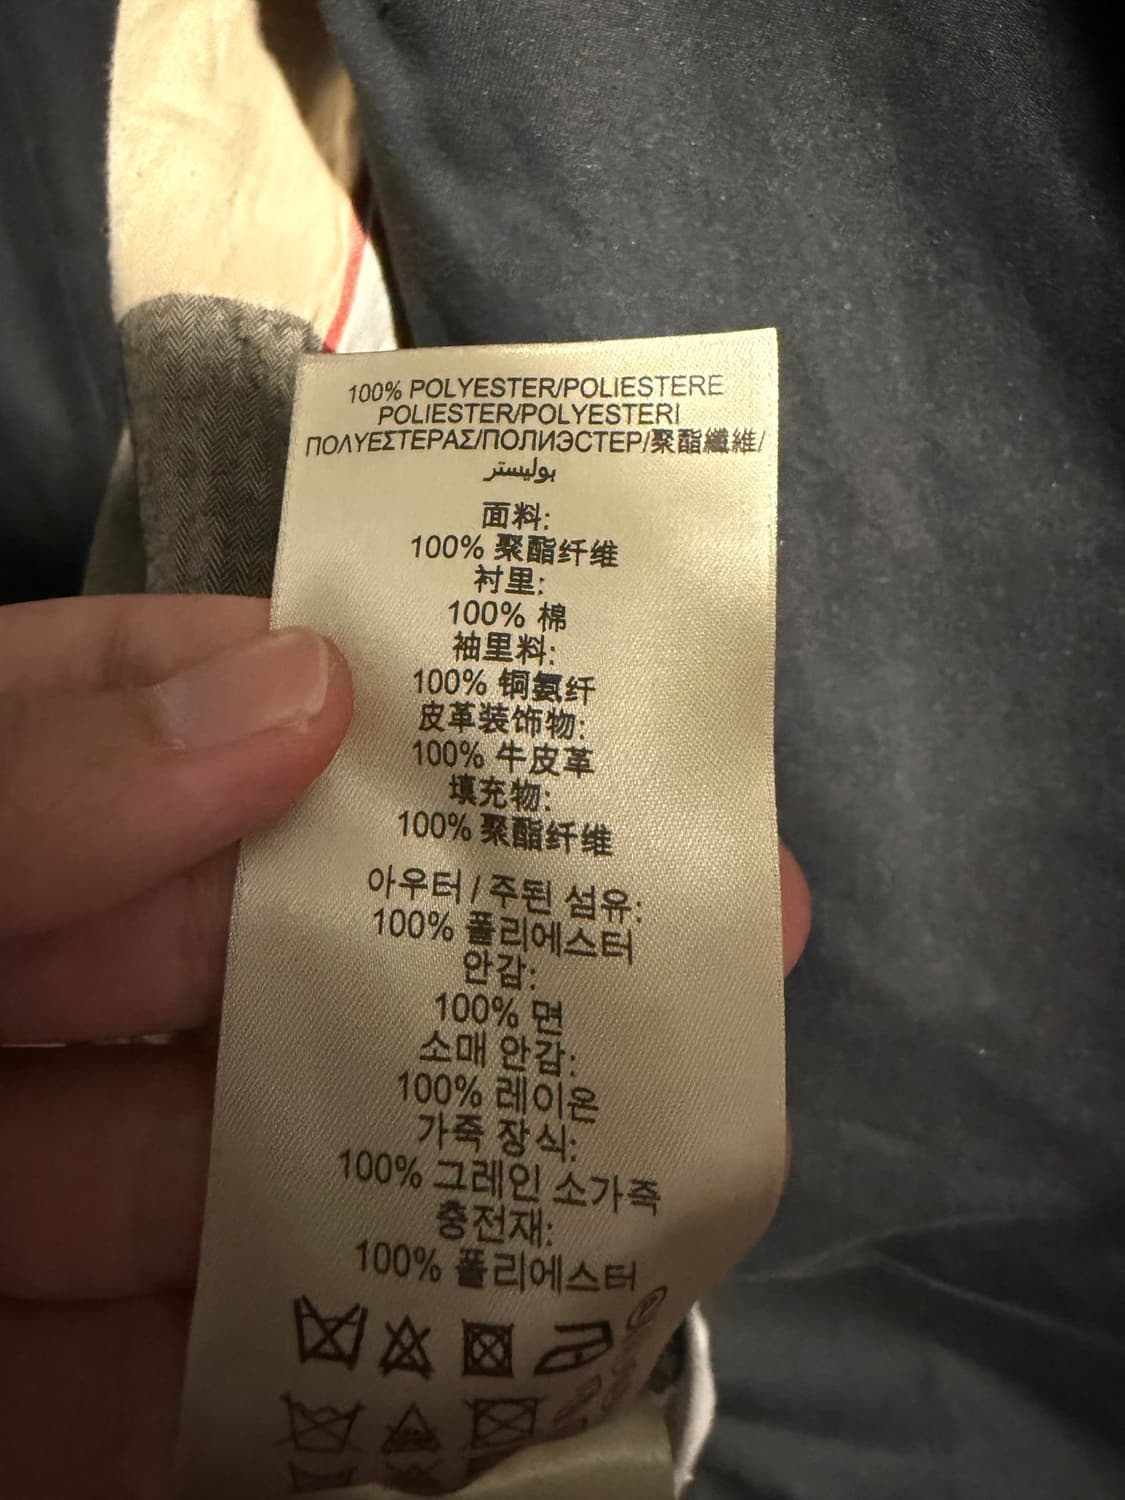 100% POLYESTER/POLIESTERE
POLIESTER/POLYESTERI
ΠΟΛΥΕΣΤΕΡΑΣ/ПОЛИЭСТЕР/聚酯纖維/
بوليستر
面料:
100% 聚酯纤维
衬里:
100% 棉
袖里料:
100% 铜氨纤
皮革装饰物:
100% 牛皮革
填充物:
100% 聚酯纤维
아우터 / 주된 섬유:
100% 폴리에스터
안감:
100% 면
소매 안감:
100% 레이온
가죽 장식:
100% 그레인 소가죽
충전재:
100% 폴리에스터
P